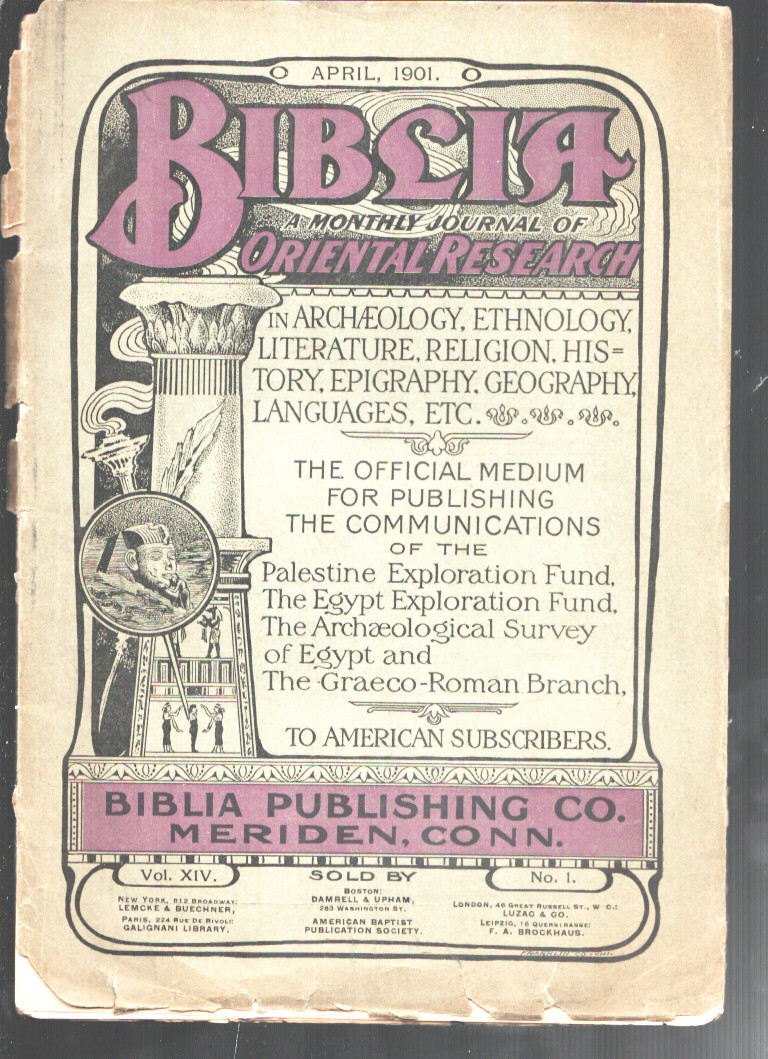 APRIL, 1901.
BIBLIA
A MONTHLY JOURNAL OF
ORIENTAL RESEARCH
IN ARCHÆOLOGY, ETHNOLOGY,
LITERATURE, RELIGION, HIS=
TORY, EPIGRAPHY, GEOGRAPHY,
LANGUAGES, ETC.
THE OFFICIAL MEDIUM
FOR PUBLISHING
THE COMMUNICATIONS
OF THE
Palestine Exploration Fund,
The Egypt Exploration Fund,
The Archæological Survey
of Egypt and
The Graeco-Roman Branch,
TO AMERICAN SUBSCRIBERS.
BIBLIA PUBLISHING CO.
MERIDEN, CONN.
Vol. XIV.
SOLD BY
No. 1.
NEW YORK, 812 BROADWAY:
LEMCKE & BUECHNER,
PARIS, 224 RUE DE RIVOLI:
GALIGNANI LIBRARY.
BOSTON:
DAMRELL & UPHAM,
283 WASHINGTON ST.
AMERICAN BAPTIST
PUBLICATION SOCIETY.
LONDON, 46 GREAT RUSSELL ST., W C.:
LUZAC & CO.
LEIPZIG, 16 QUERSTRASSE:
F. A. BROCKHAUS.
FRANKLIN CO.